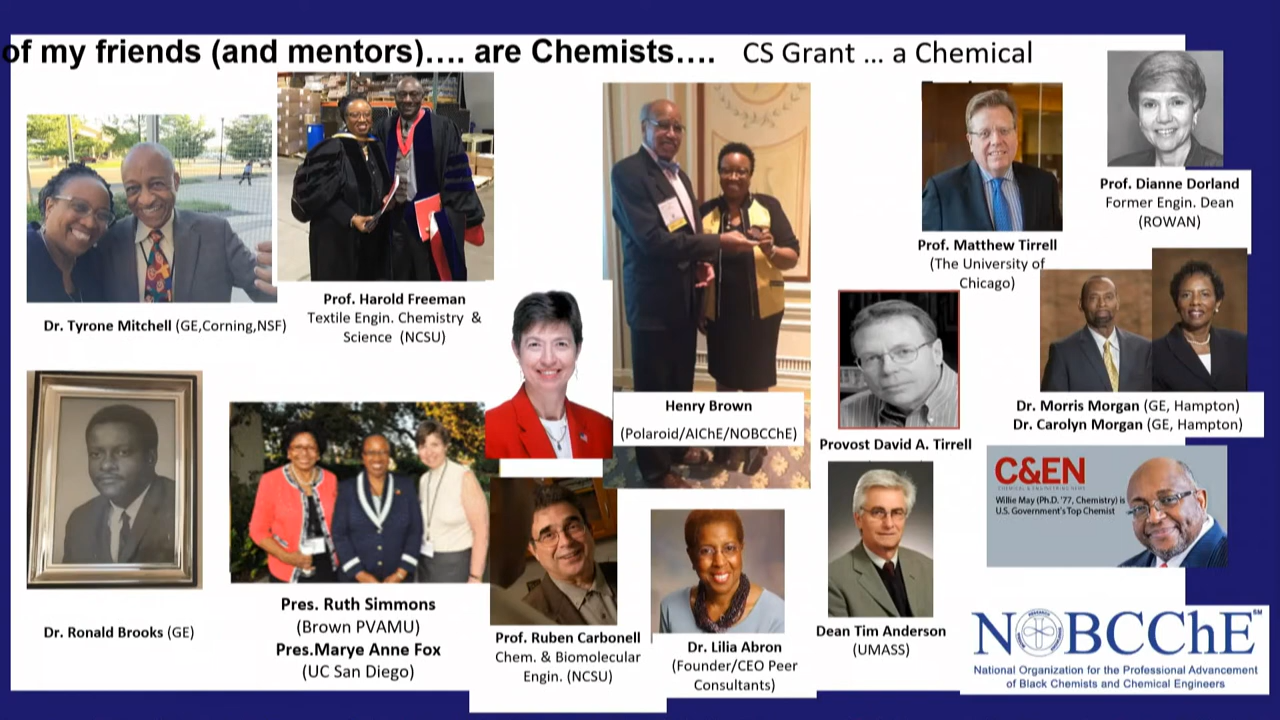 of my friends (and mentors).... are Chemists.... CS Grant ... a Chemical
Dr. Tyrone Mitchell (GE,Corning,NSF)
Prof. Harold Freeman
Textile Engin. Chemistry &
Science (NCSU)
Henry Brown
(Polaroid/AIChE/NOBCChE)
Prof. Matthew Tirrell
(The University of
Chicago)
Prof. Dianne Dorland
Former Engin. Dean
(ROWAN)
Provost David A. Tirrell
Dr. Morris Morgan (GE, Hampton)
Dr. Carolyn Morgan (GE, Hampton)
C&EN
CHEMICAL & ENGINEERING NEWS
Willie May (Ph.D. '77, Chemistry) is
U.S. Government's Top Chemist
Dr. Ronald Brooks (GE)
Pres. Ruth Simmons
(Brown PVAMU)
Pres.Marye Anne Fox
(UC San Diego)
Prof. Ruben Carbonell
Chem. & Biomolecular
Engin. (NCSU)
Dr. Lilia Abron
(Founder/CEO Peer
Consultants)
Dean Tim Anderson
(UMASS)
NOBCChE SM
National Organization for the Professional Advancement
of Black Chemists and Chemical Engineers